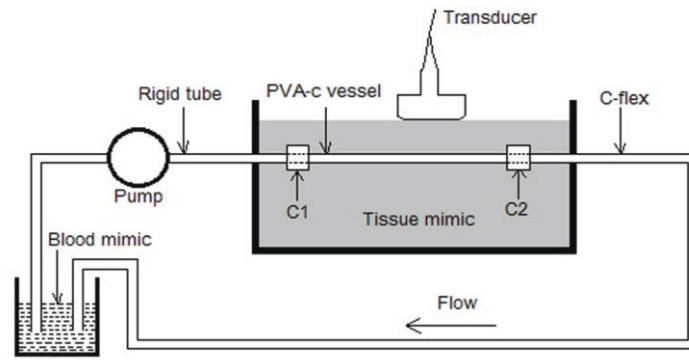 Transducer
Rigid tube
PVA-c vessel
C-flex
Pump
C1
C2
Tissue mimic
Blood mimic
Flow